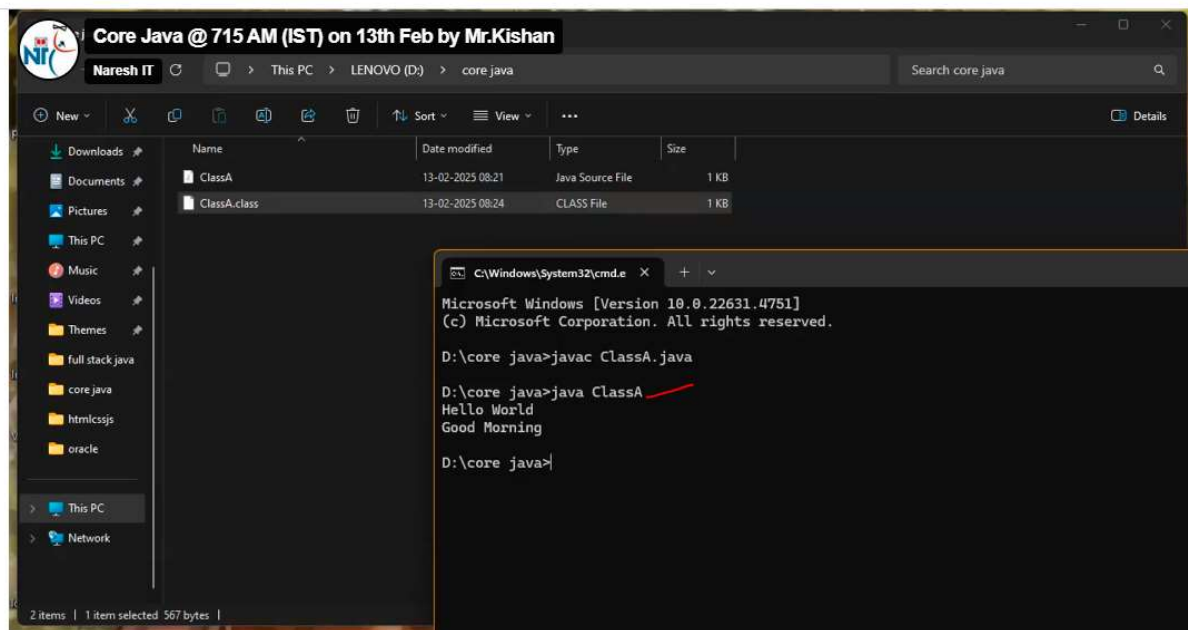 Core Java @ 715 AM (IST) on 13th Feb by Mr.Kishan
NIT
Naresh IT
This PC > LENOVO (D:) > core java
Search core java
New
Sort
View
...
Details
Downloads
Documents
Pictures
This PC
Music
Videos
Themes
full stack java
core java
htmlcssjs
oracle
This PC
Network
Name Date modified Type Size
ClassA 13-02-2025 08:21 Java Source File 1 KB
ClassA.class 13-02-2025 08:24 CLASS File 1 KB
C:\Windows\System32\cmd.e
Microsoft Windows [Version 10.0.22631.4751]
(c) Microsoft Corporation. All rights reserved.
D:\core java>javac ClassA.java
D:\core java>java ClassA
Hello World
Good Morning
D:\core java>
2 items | 1 item selected 567 bytes |